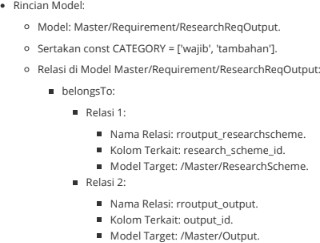 Rincian Model:
Model: Master/Requirement/ResearchReqOutput.
Sertakan const CATEGORY = ['wajib', 'tambahan'].
Relasi di Model Master/Requirement/ResearchReqOutput:
belongsTo:
Relasi 1:
Nama Relasi: rroutput_researchscheme.
Kolom Terkait: research_scheme_id.
Model Target: /Master/ResearchScheme.
Relasi 2:
Nama Relasi: rroutput_output.
Kolom Terkait: output_id.
Model Target: /Master/Output.